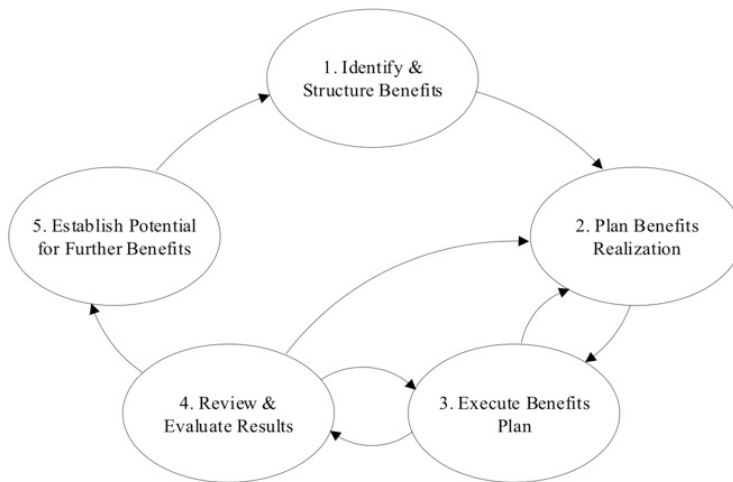 1. Identify &
Structure Benefits
2. Plan Benefits
Realization
3. Execute Benefits
Plan
4. Review &
Evaluate Results
5. Establish Potential
for Further Benefits